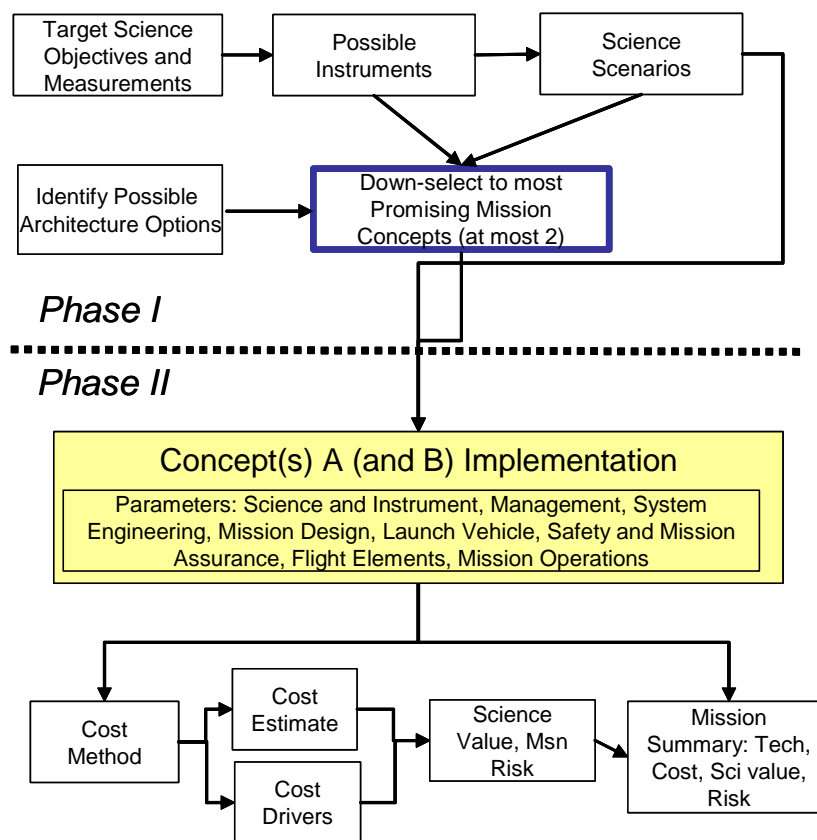 Target Science
Objectives and
Measurements
Possible
Instruments
Science
Scenarios
Identify Possible
Architecture Options
Down-select to most
Promising Mission
Concepts (at most 2)
Phase I
Phase II
Concept(s) A (and B) Implementation
Parameters: Science and Instrument, Management, System
Engineering, Mission Design, Launch Vehicle, Safety and Mission
Assurance, Flight Elements, Mission Operations
Cost
Method
Cost
Estimate
Cost
Drivers
Science
Value, Msn
Risk
Mission
Summary: Tech,
Cost, Sci value,
Risk